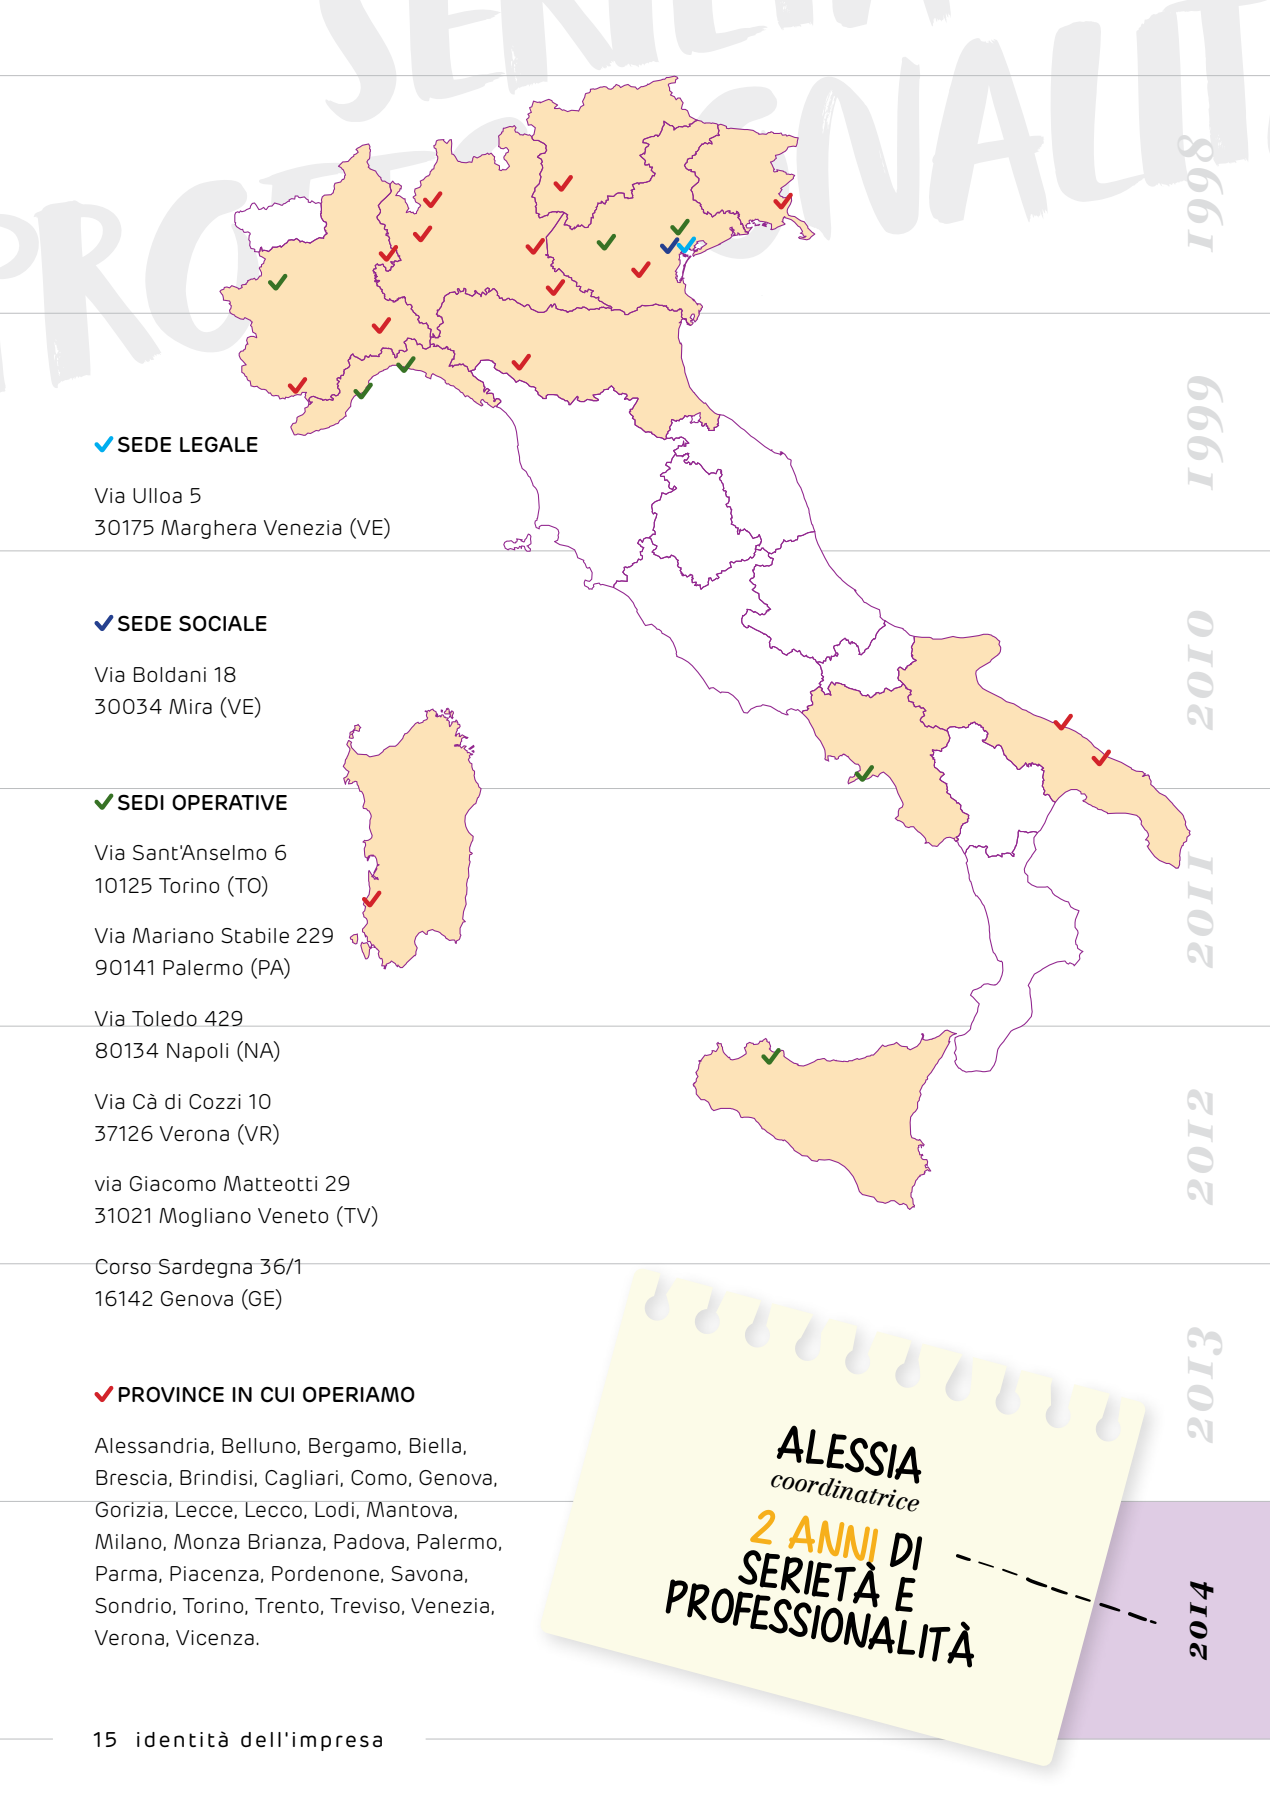 SERIETÀ
PROFESSIONALIT
1998
1999
2010
2011
2012
2013
2014
SEDE LEGALE
Via Ulloa 5
30175 Marghera Venezia (VE)
SEDE SOCIALE
Via Boldani 18
30034 Mira (VE)
SEDI OPERATIVE
Via Sant'Anselmo 6
10125 Torino (TO)
Via Mariano Stabile 229
90141 Palermo (PA)
Via Toledo 429
80134 Napoli (NA)
Via Cà di Cozzi 10
37126 Verona (VR)
via Giacomo Matteotti 29
31021 Mogliano Veneto (TV)
Corso Sardegna 36/1
16142 Genova (GE)
PROVINCE IN CUI OPERIAMO
Alessandria, Belluno, Bergamo, Biella,
Brescia, Brindisi, Cagliari, Como, Genova,
Gorizia, Lecce, Lecco, Lodi, Mantova,
Milano, Monza Brianza, Padova, Palermo,
Parma, Piacenza, Pordenone, Savona,
Sondrio, Torino, Trento, Treviso, Venezia,
Verona, Vicenza.
ALESSIA
coordinatrice
2 ANNI DI
SERIETÀ E
PROFESSIONALITÀ
15 identità dell'impresa